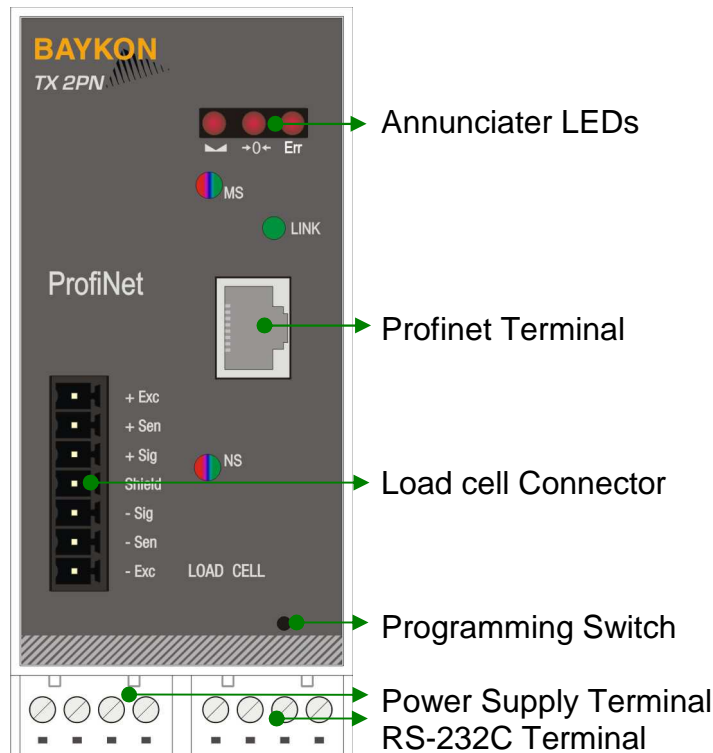 BAYKON
TX 2PN
→0← Err
Annunciater LEDs
MS
LINK
ProfiNet
Profinet Terminal
+ Exc
+ Sen
+ Sig
NS
Shield
Load cell Connector
- Sig
- Sen
- Exc LOAD CELL
Programming Switch
Power Supply Terminal
RS-232C Terminal